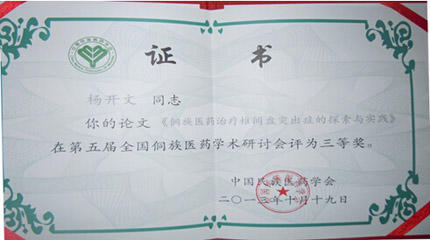 证 书
杨开文 同志
你的论文《侗族医药治疗椎间盘突出症的探索与实践》
在第五届全国侗族医药学术研讨会评为三等奖。
中国民族医药学会
二〇一三年十月十九日